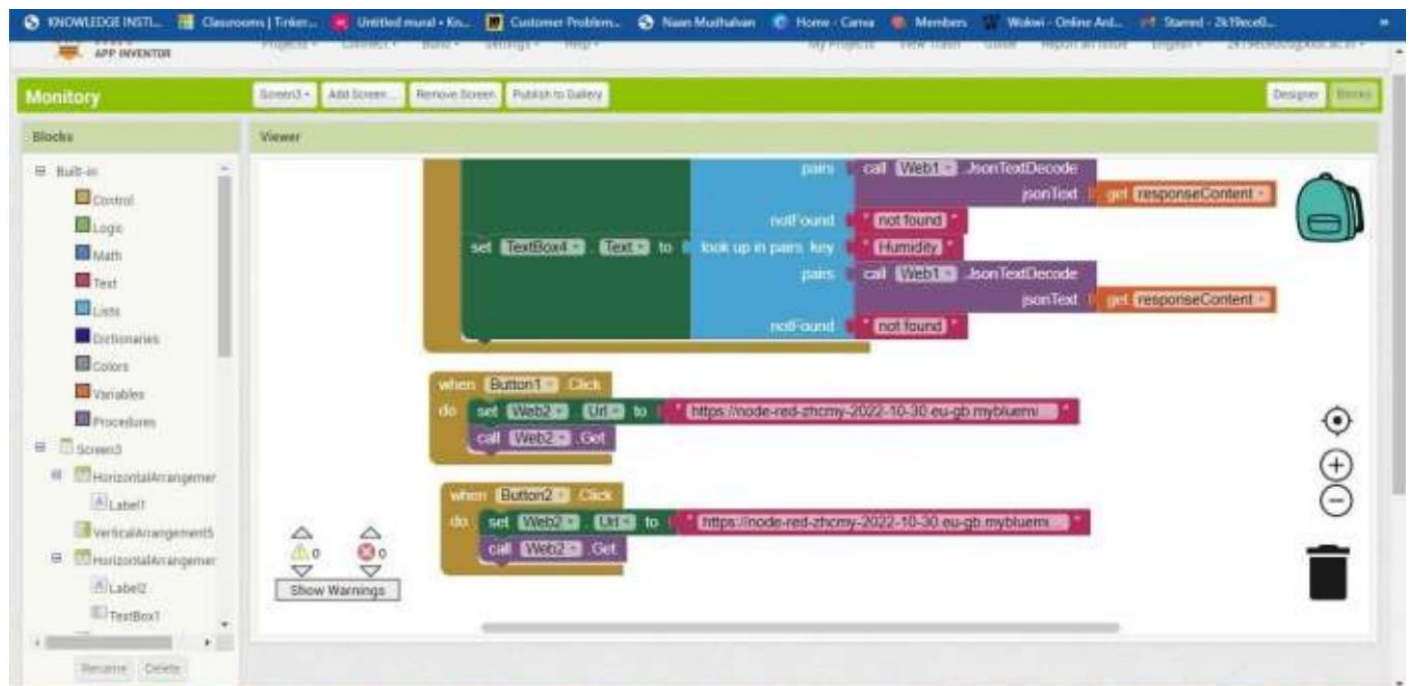 KNOWLEDGE INSTI... Classrooms | Tinker... Untitled mural • Kn... Customer Problem... Naan Mudhalvan Home - Canva Members Wokwi - Online Ard... Starred - 2k19ece0...
APP INVENTOR
Monitory Screen3 Add Screen ... Remove Screen Publish to Gallery Designer Blocks
Blocks Viewer
Built-in
Control
Logic
Math
Text
Lists
Dictionaries
Colors
Variables
Procedures
Screen3
HorizontalArrangemer
Label1
VerticalArrangement5
HorizontalArrangemer
Label2
TextBox1
Rename Delete
pairs call Web1 .JsonTextDecode
jsonText get responseContent
notFound " not found "
set TextBox4 . Text to look up in pairs key " Humidity "
pairs call Web1 .JsonTextDecode
jsonText get responseContent
notFound " not found "
when Button1 .Click
do set Web2 . Url to " https://node-red-zhcmy-2022-10-30.eu-gb.mybluemi... "
call Web2 .Get
when Button2 .Click
do set Web2 . Url to " https://node-red-zhcmy-2022-10-30.eu-gb.mybluemi... "
call Web2 .Get
0 0
Show Warnings